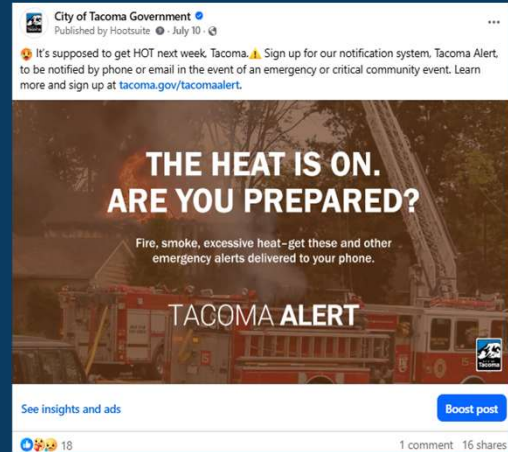 City of Tacoma Government
Published by Hootsuite · July 10 ·
It's supposed to get HOT next week, Tacoma. Sign up for our notification system, Tacoma Alert,
to be notified by phone or email in the event of an emergency or critical community event. Learn
more and sign up at tacoma.gov/tacomaalert.
THE HEAT IS ON.
ARE YOU PREPARED?
Fire, smoke, excessive heat–get these and other
emergency alerts delivered to your phone.
TACOMA ALERT
Tacoma
See insights and ads
Boost post
18
1 comment 16 shares